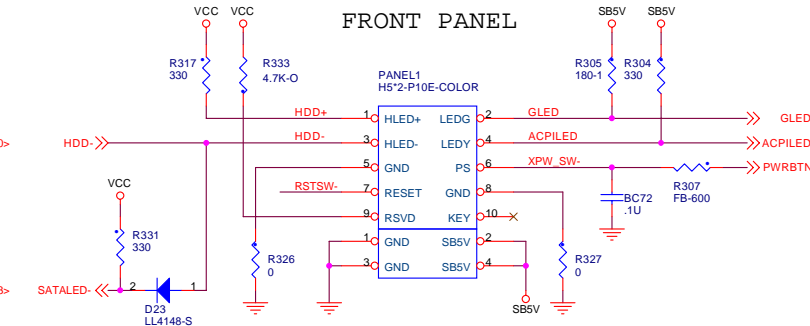 FRONT PANEL
VCC VCC SB5V SB5V
R317
330
R333
4.7K-O
PANEL1
H5*2-P10E-COLOR
R305
180-1
R304
330
HDD+ 1 HLED+ LEDG 2 GLED GLED
HDD- HDD- 3 HLED- LEDY 4 ACPILED ACPILED
5 GND PS 6 XPW_SW- PWRBTN
RSTSW- 7 RESET GND 8
9 RSVD KEY 10
1 GND SB5V 2
3 GND SB5V 4
R307
FB-600
BC72
.1U
VCC
R331
330
R326
0
R327
0
SATALED- 2 1
D23
LL4148-S
SB5V